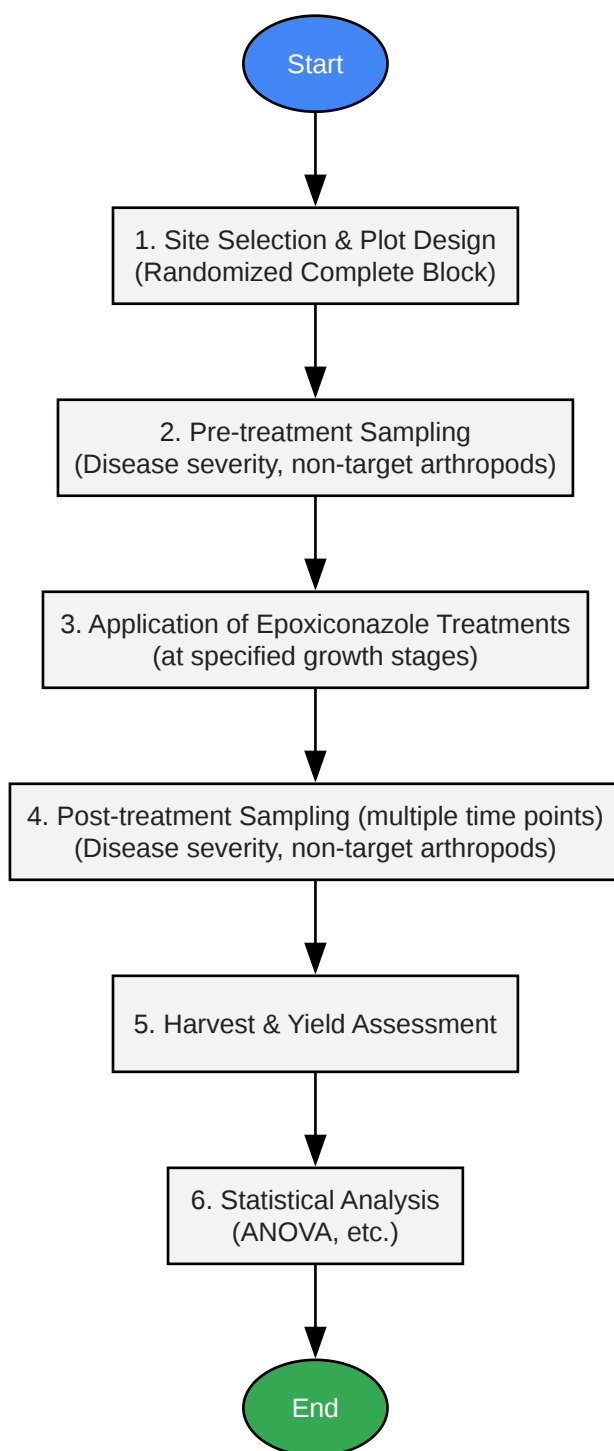 Start
1. Site Selection & Plot Design
(Randomized Complete Block)
2. Pre-treatment Sampling
(Disease severity, non-target arthropods)
3. Application of Epoxiconazole Treatments
(at specified growth stages)
4. Post-treatment Sampling (multiple time points)
(Disease severity, non-target arthropods)
5. Harvest & Yield Assessment
6. Statistical Analysis
(ANOVA, etc.)
End